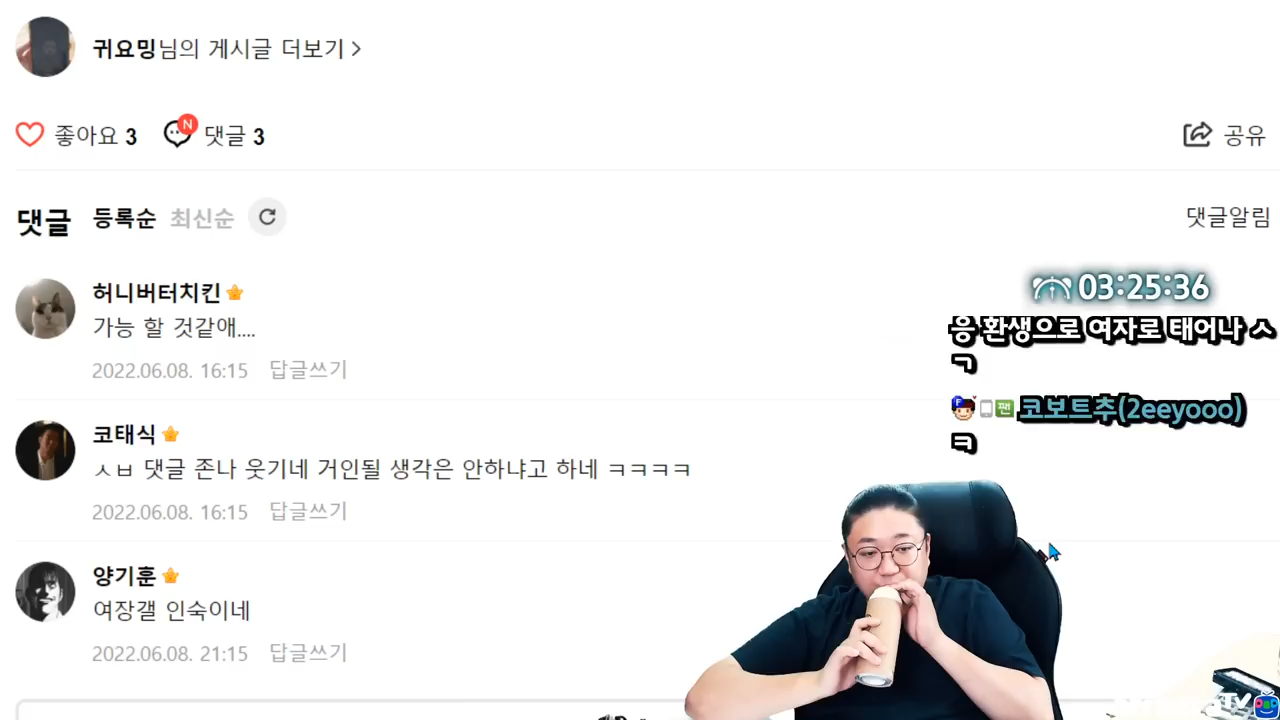 귀요밍님의 게시글 더보기 >
좋아요 3 N 댓글 3
공유
댓글 등록순 최신순
댓글알림
허니버터치킨
가능 할 것같애....
2022.06.08. 16:15 답글쓰기
03:25:36
응 환생으로 여자로 태어나 ㅅ
ㄱ
F 팬 코보트추(2eeyooo)
ㅋ
코태식
ㅅㅂ 댓글 존나 웃기네 거인될 생각은 안하냐고 하네 ㅋㅋㅋㅋ
2022.06.08. 16:15 답글쓰기
양기훈
여장갤 인숙이네
2022.06.08. 21:15 답글쓰기
TV